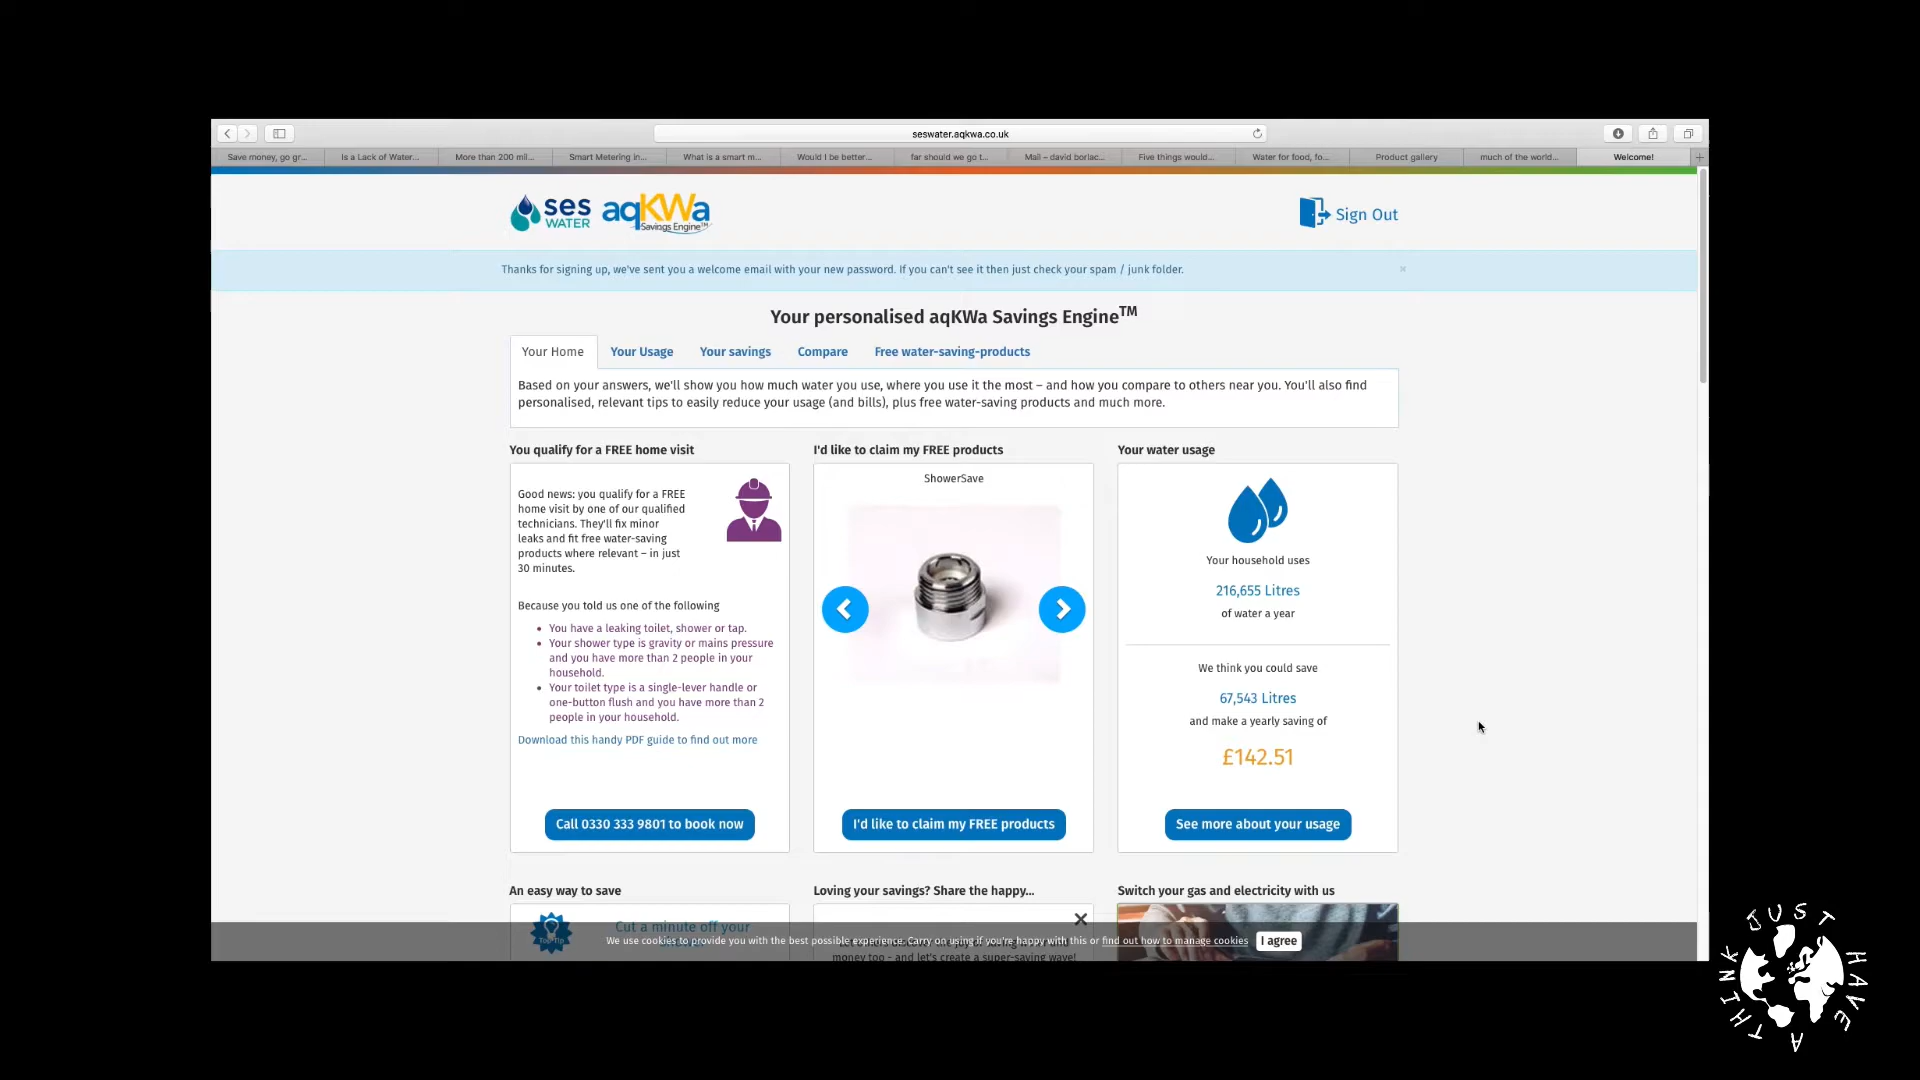 seswater.aqkwa.co.uk
Save money, go gr...
Is a Lack of Water...
More than 200 mil...
Smart Metering in...
What is a smart m...
Would I be better...
far should we go t...
Mail – david borlac...
Five things would...
Water for food, fo...
Product gallery
much of the world...
Welcome!
ses WATER
aqKWa Savings Engine™
Sign Out
Thanks for signing up, we've sent you a welcome email with your new password. If you can't see it then just check your spam / junk folder.
Your personalised aqKWa Savings Engine™
Your Home
Your Usage
Your savings
Compare
Free water-saving-products
Based on your answers, we'll show you how much water you use, where you use it the most – and how you compare to others near you. You'll also find
personalised, relevant tips to easily reduce your usage (and bills), plus free water-saving products and much more.
You qualify for a FREE home visit
Good news: you qualify for a FREE
home visit by one of our qualified
technicians. They'll fix minor
leaks and fit free water-saving
products where relevant – in just
30 minutes.
Because you told us one of the following
• You have a leaking toilet, shower or tap.
• Your shower type is gravity or mains pressure
and you have more than 2 people in your
household.
• Your toilet type is a single-lever handle or
one-button flush and you have more than 2
people in your household.
Download this handy PDF guide to find out more
Call 0330 333 9801 to book now
I'd like to claim my FREE products
ShowerSave
I'd like to claim my FREE products
Your water usage
Your household uses
216,655 Litres
of water a year
We think you could save
67,543 Litres
and make a yearly saving of
£142.51
See more about your usage
An easy way to save
Cut a minute off your
Loving your savings? Share the happy...
money too - and let's create a super-saving wave!
Switch your gas and electricity with us
We use cookies to provide you with the best possible experience. Carry on using if you're happy with this or find out how to manage cookies
I agree
JUST HAVE A THINK